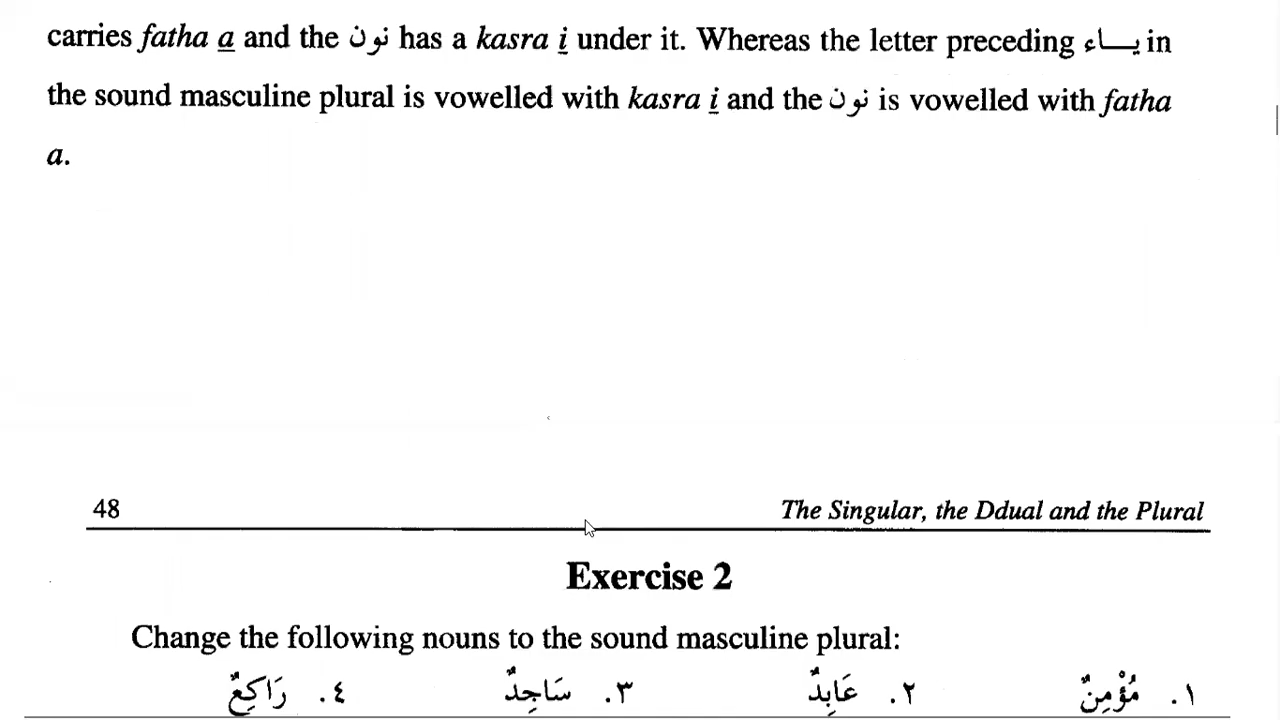 carries fatha a and the نون has a kasra i under it. Whereas the letter preceding يـاء in
the sound masculine plural is vowelled with kasra i and the نون is vowelled with fatha
a.
48 The Singular, the Ddual and the Plural
Exercise 2
Change the following nouns to the sound masculine plural:
١. مُؤْمِنٌ ٢. عَابِدٌ ٣. سَاجِدٌ ٤. رَاكِعٌ